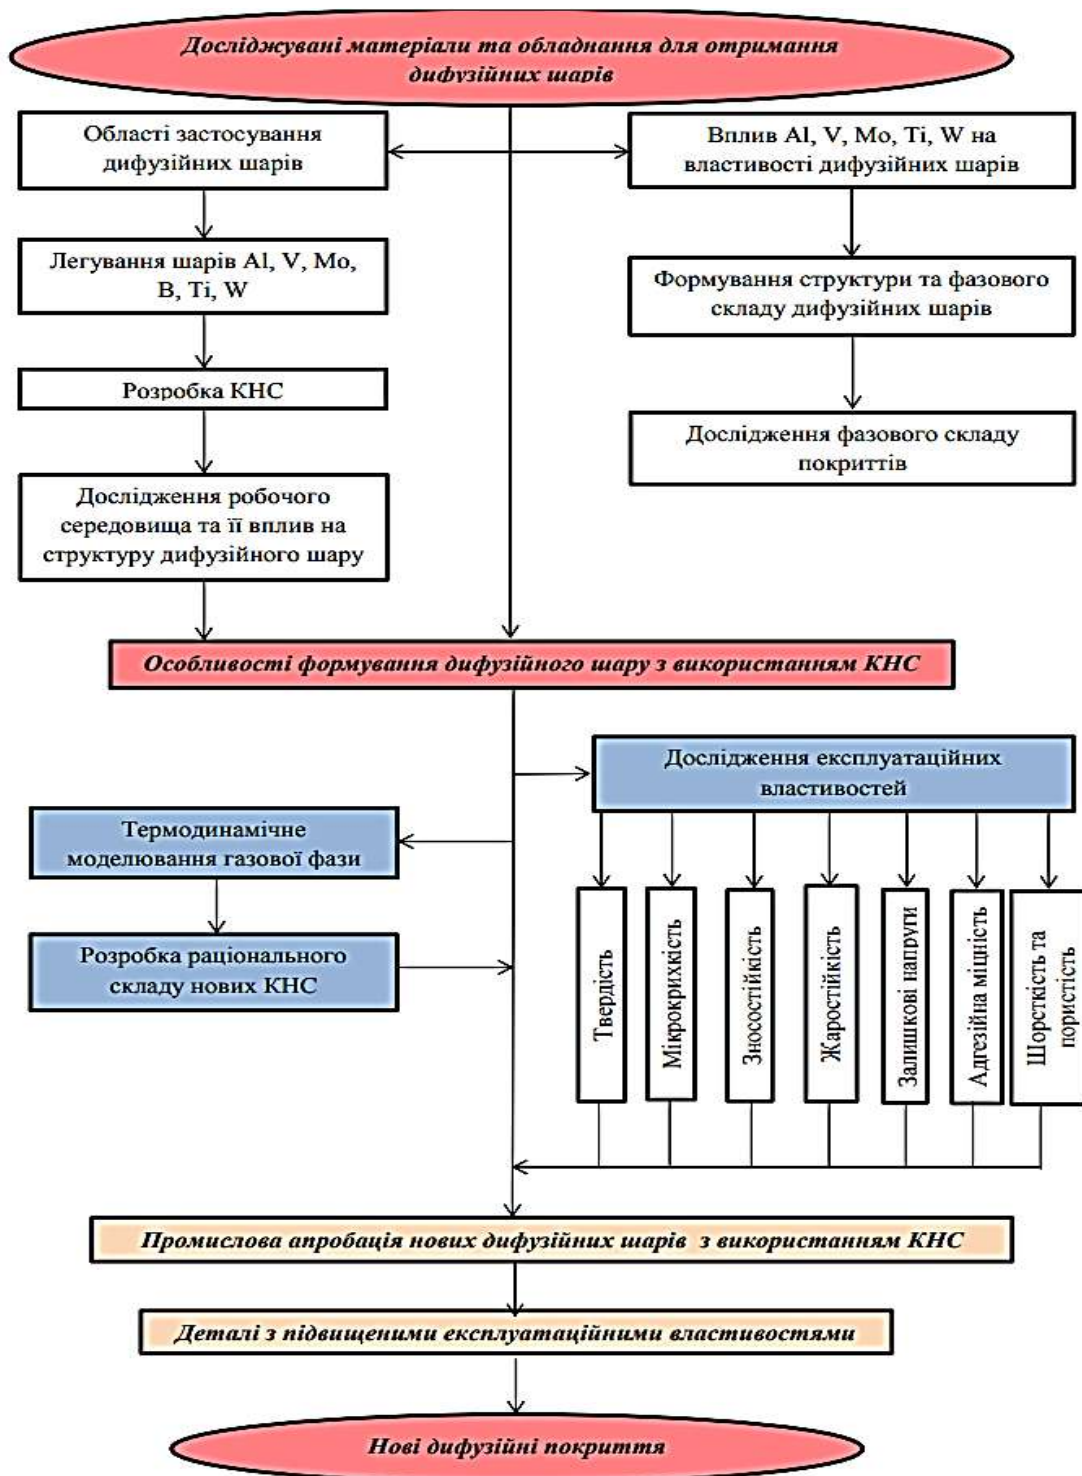 Досліджувані матеріали та обладнання для отримання
дифузійних шарів
Області застосування
дифузійних шарів
Вплив Al, V, Mo, Ti, W на
властивості дифузійних шарів
Легування шарів Al, V, Mo,
B, Ti, W
Формування структури та фазового
складу дифузійних шарів
Розробка КНС
Дослідження фазового складу
покриттів
Дослідження робочого
середовища та її вплив на
структуру дифузійного шару
Особливості формування дифузійного шару з використанням КНС
Дослідження експлуатаційних
властивостей
Термодинамічне
моделювання газової фази
Розробка раціонального
складу нових КНС
Твердість
Мікрокрихкість
Зносостійкість
Жаростійкість
Залишкові напруги
Адгезійна міцність
Шорсткість та
пористість
Промислова апробація нових дифузійних шарів з використанням КНС
Деталі з підвищеними експлуатаційними властивостями
Нові дифузійні покриття